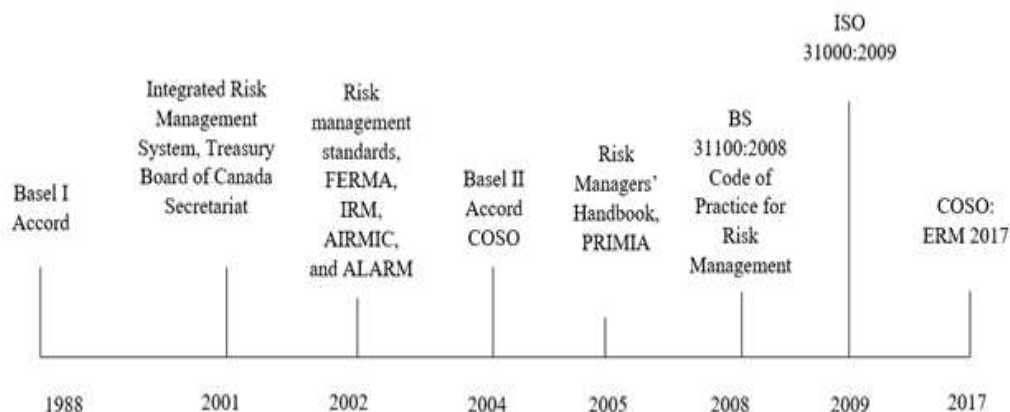 Basel I
Accord
Integrated Risk
Management
System, Treasury
Board of Canada
Secretariat
Risk
management
standards,
FERMA,
IRM,
AIRMIC,
and ALARM
Basel II
Accord
COSO
Risk
Managers’
Handbook,
PRIMIA
BS
31100:2008
Code of
Practice for
Risk
Management
ISO
31000:2009
COSO:
ERM 2017
1988
2001
2002
2004
2005
2008
2009
2017